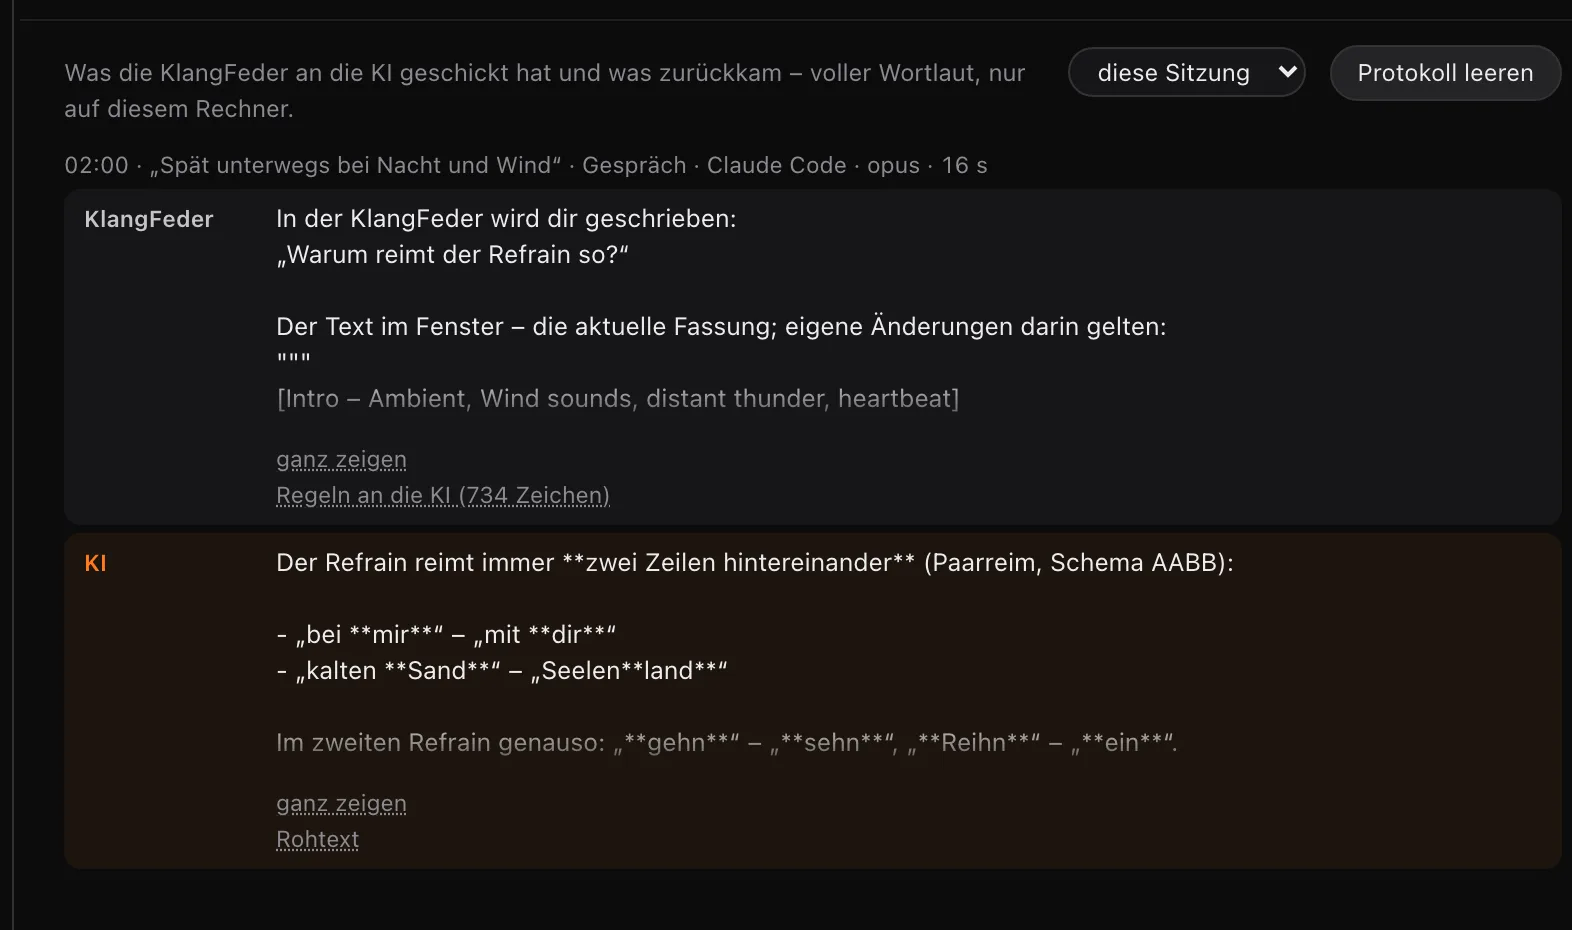 Was die KlangFeder an die KI geschickt hat und was zurückkam – voller Wortlaut, nur
auf diesem Rechner.
diese Sitzung
Protokoll leeren
02:00 · „Spät unterwegs bei Nacht und Wind“ · Gespräch · Claude Code · opus · 16 s
KlangFeder
In der KlangFeder wird dir geschrieben:
„Warum reimt der Refrain so?“
Der Text im Fenster – die aktuelle Fassung; eigene Änderungen darin gelten:
"""
[Intro – Ambient, Wind sounds, distant thunder, heartbeat]
ganz zeigen
Regeln an die KI (734 Zeichen)
KI
Der Refrain reimt immer **zwei Zeilen hintereinander** (Paarreim, Schema AABB):
- „bei **mir**“ – „mit **dir**“
- „kalten **Sand**“ – „Seelen**land**“
Im zweiten Refrain genauso: „**gehn**“ – „**sehn**“, „**Reihn**“ – „**ein**“.
ganz zeigen
Rohtext